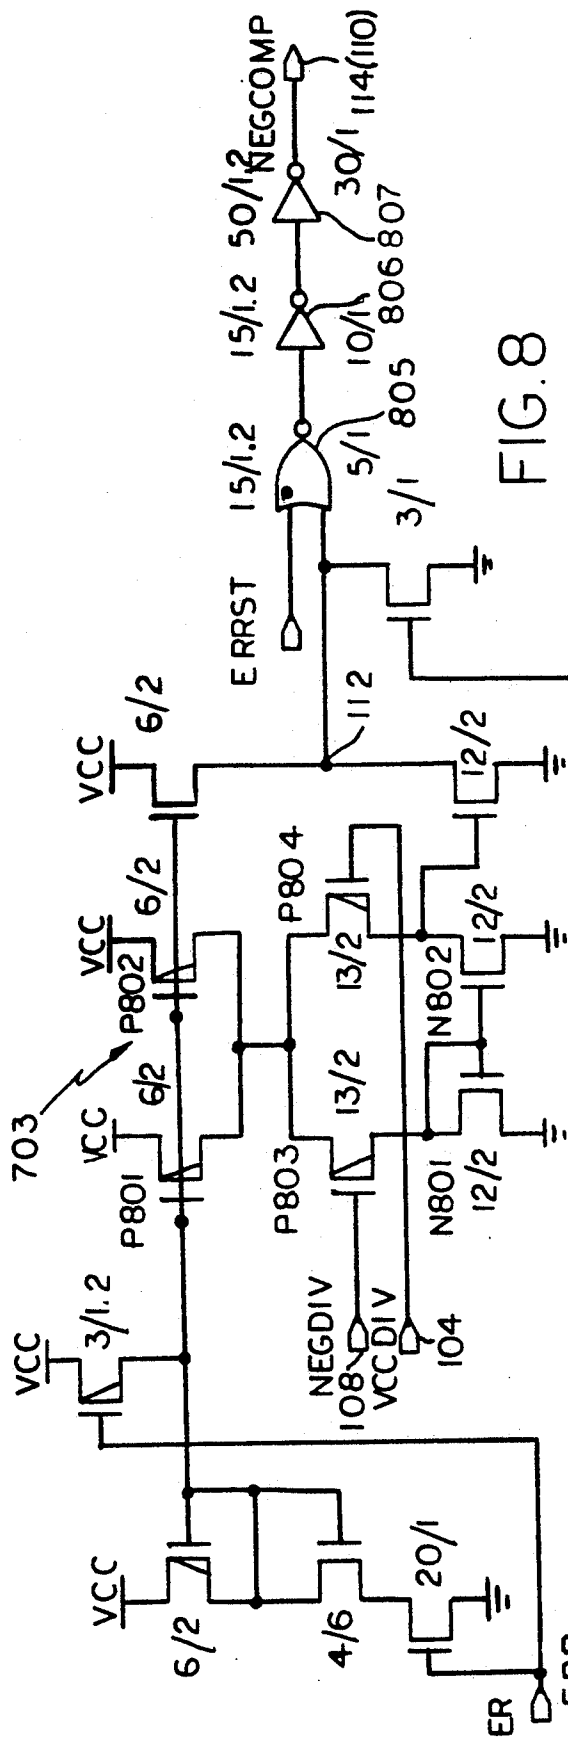 703
VCC
VCC
VCC
VCC
VCC
6/2
3/1.2
P801
6/2
P802
6/2
6/2
4/6
20/1
ER
NEGDIV
108
VCC DIV
104
P803
13/2
13/2
P804
N801
12/2
N802
12/2
12/2
112
ERRST
15/1.2
5/1
805
3/1
15/1.2
10/1
806
50/1.2
30/1
807
NEGCOMP
114(110)
FIG. 8